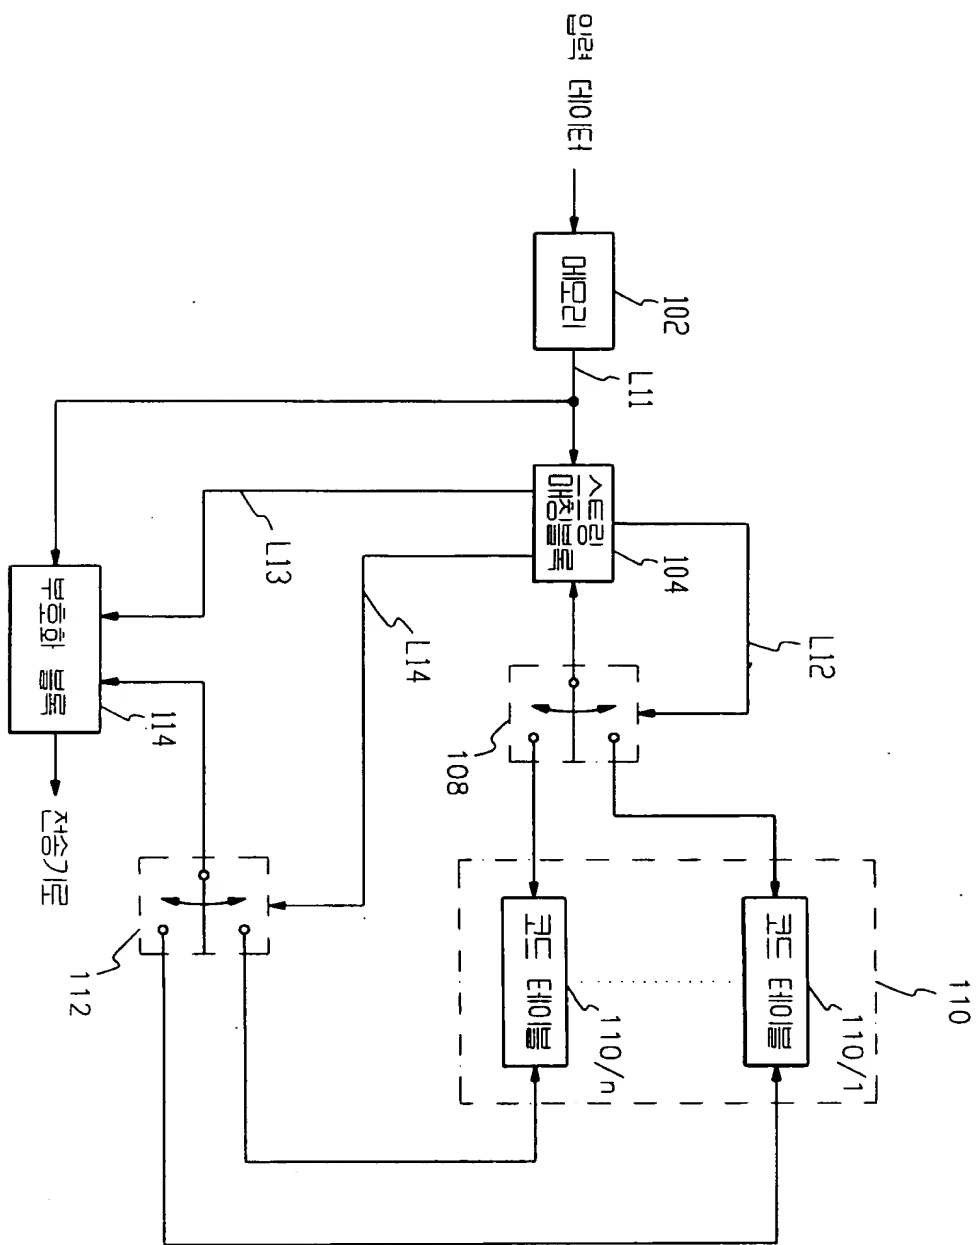 입력 데이터
메모리
102
L11
스트링
매칭블록
104
L12
L13
L14
108
110
코드 테이블
110/1
코드 테이블
110/n
112
부호화 블록
114
전송기로